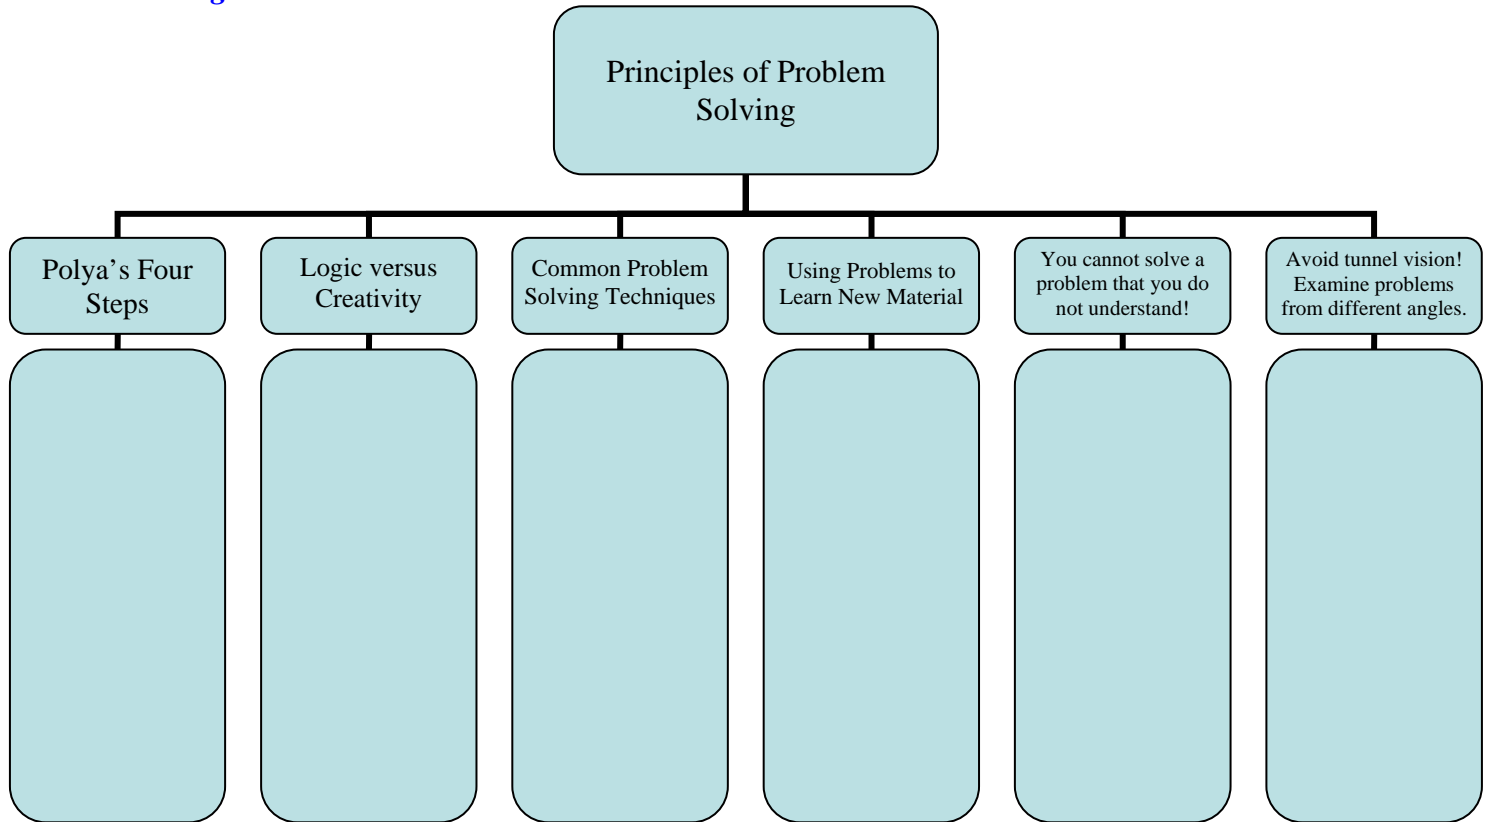 Principles of Problem
Solving
Polya’s Four
Steps
Logic versus
Creativity
Common Problem
Solving Techniques
Using Problems to
Learn New Material
You cannot solve a
problem that you do
not understand!
Avoid tunnel vision!
Examine problems
from different angles.